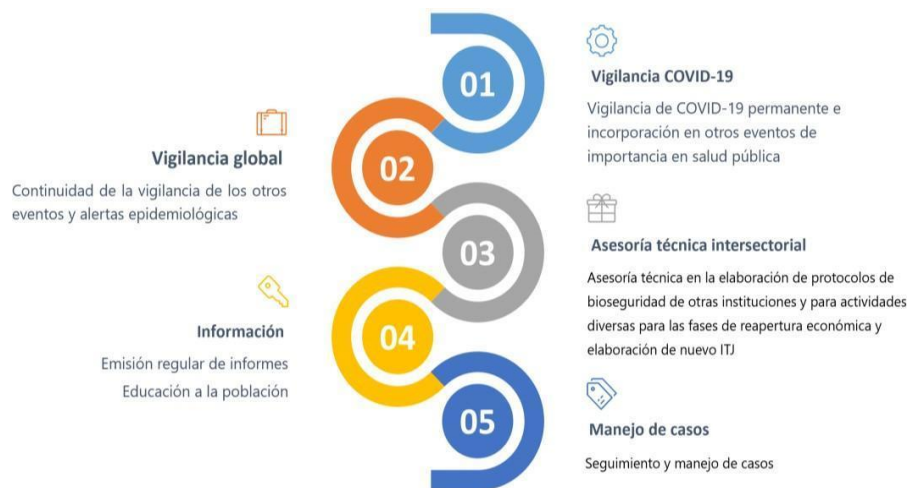 01
Vigilancia COVID-19
Vigilancia de COVID-19 permanente e
incorporación en otros eventos de
importancia en salud pública
02
Vigilancia global
Continuidad de la vigilancia de los otros
eventos y alertas epidemiológicas
03
Asesoría técnica intersectorial
Asesoría técnica en la elaboración de protocolos de
bioseguridad de otras instituciones y para actividades
diversas para las fases de reapertura económica y
elaboración de nuevo ITJ
04
Información
Emisión regular de informes
Educación a la población
05
Manejo de casos
Seguimiento y manejo de casos